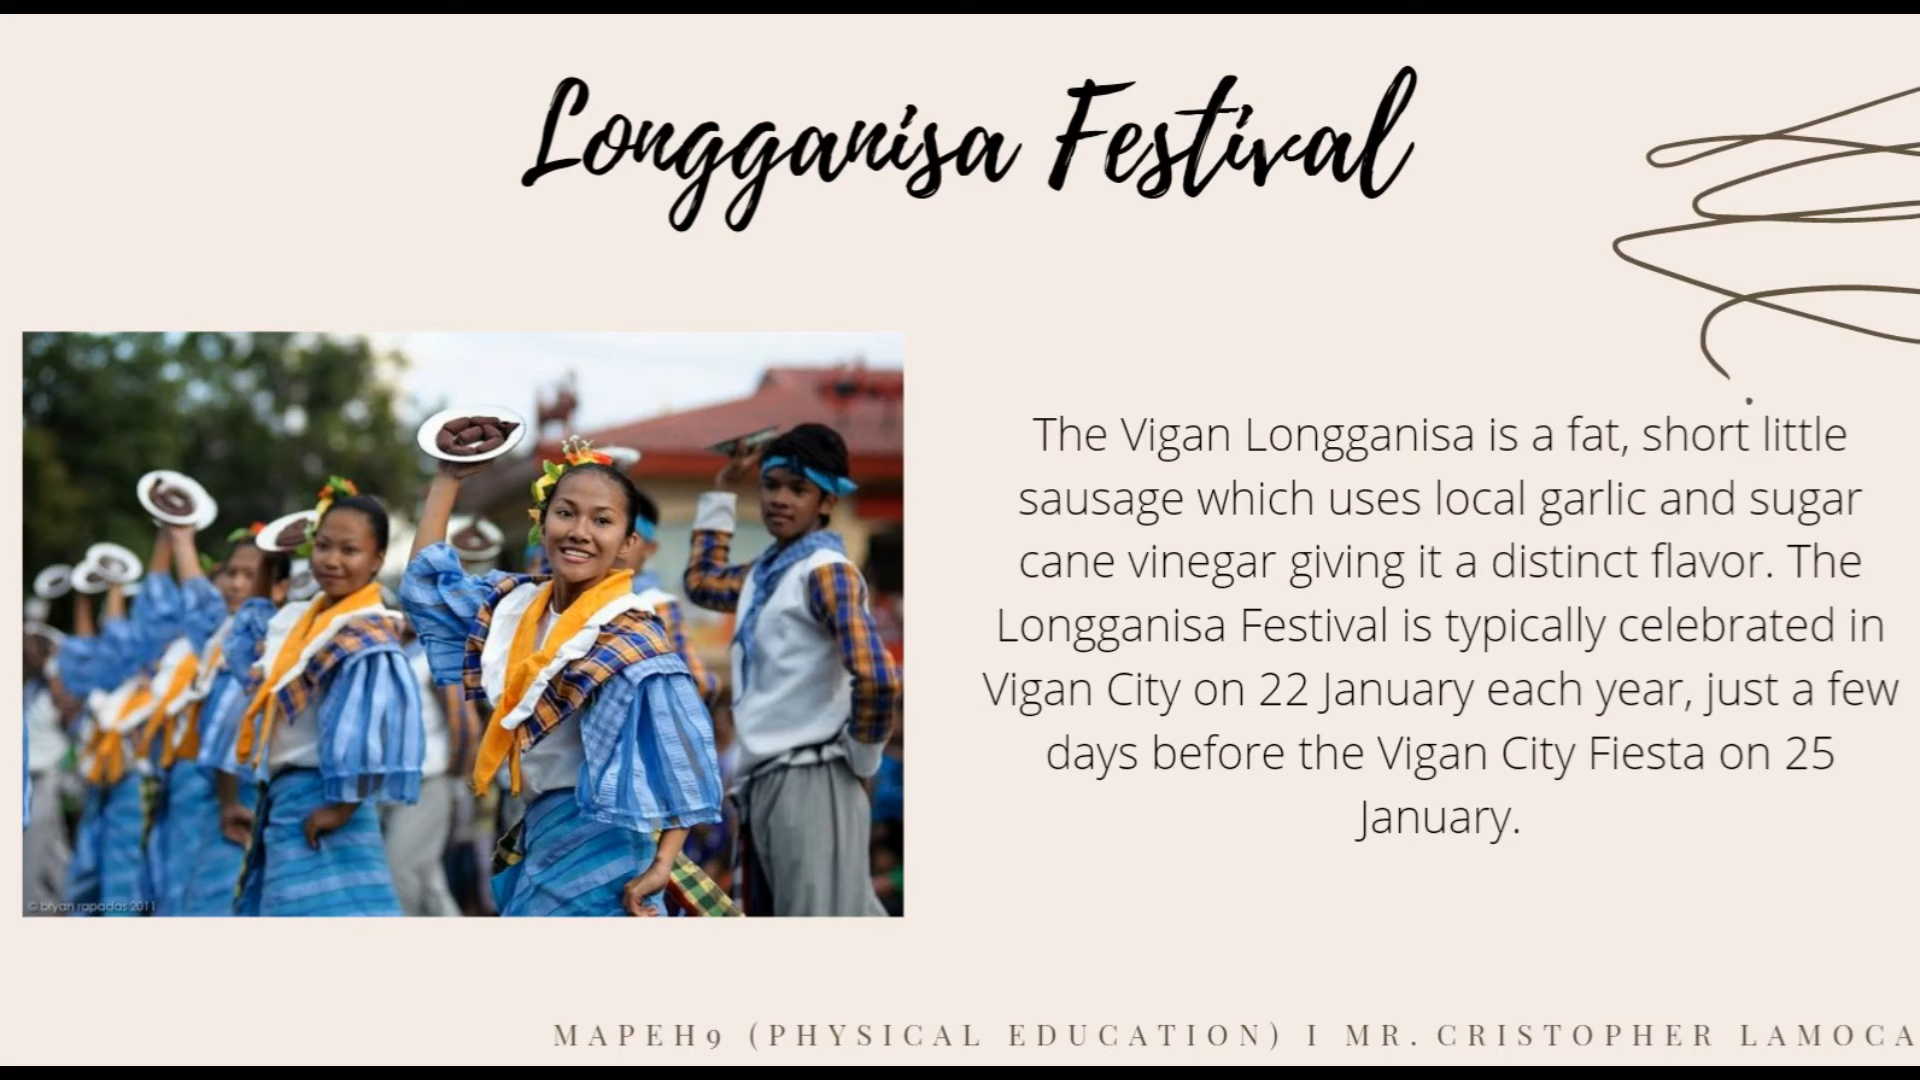 Longganisa Festival
The Vigan Longganisa is a fat, short little
sausage which uses local garlic and sugar
cane vinegar giving it a distinct flavor. The
Longganisa Festival is typically celebrated in
Vigan City on 22 January each year, just a few
days before the Vigan City Fiesta on 25
January.
© bryan rapadas 2011
MAPEH9 (PHYSICAL EDUCATION) I MR. CRISTOPHER LAMOCA